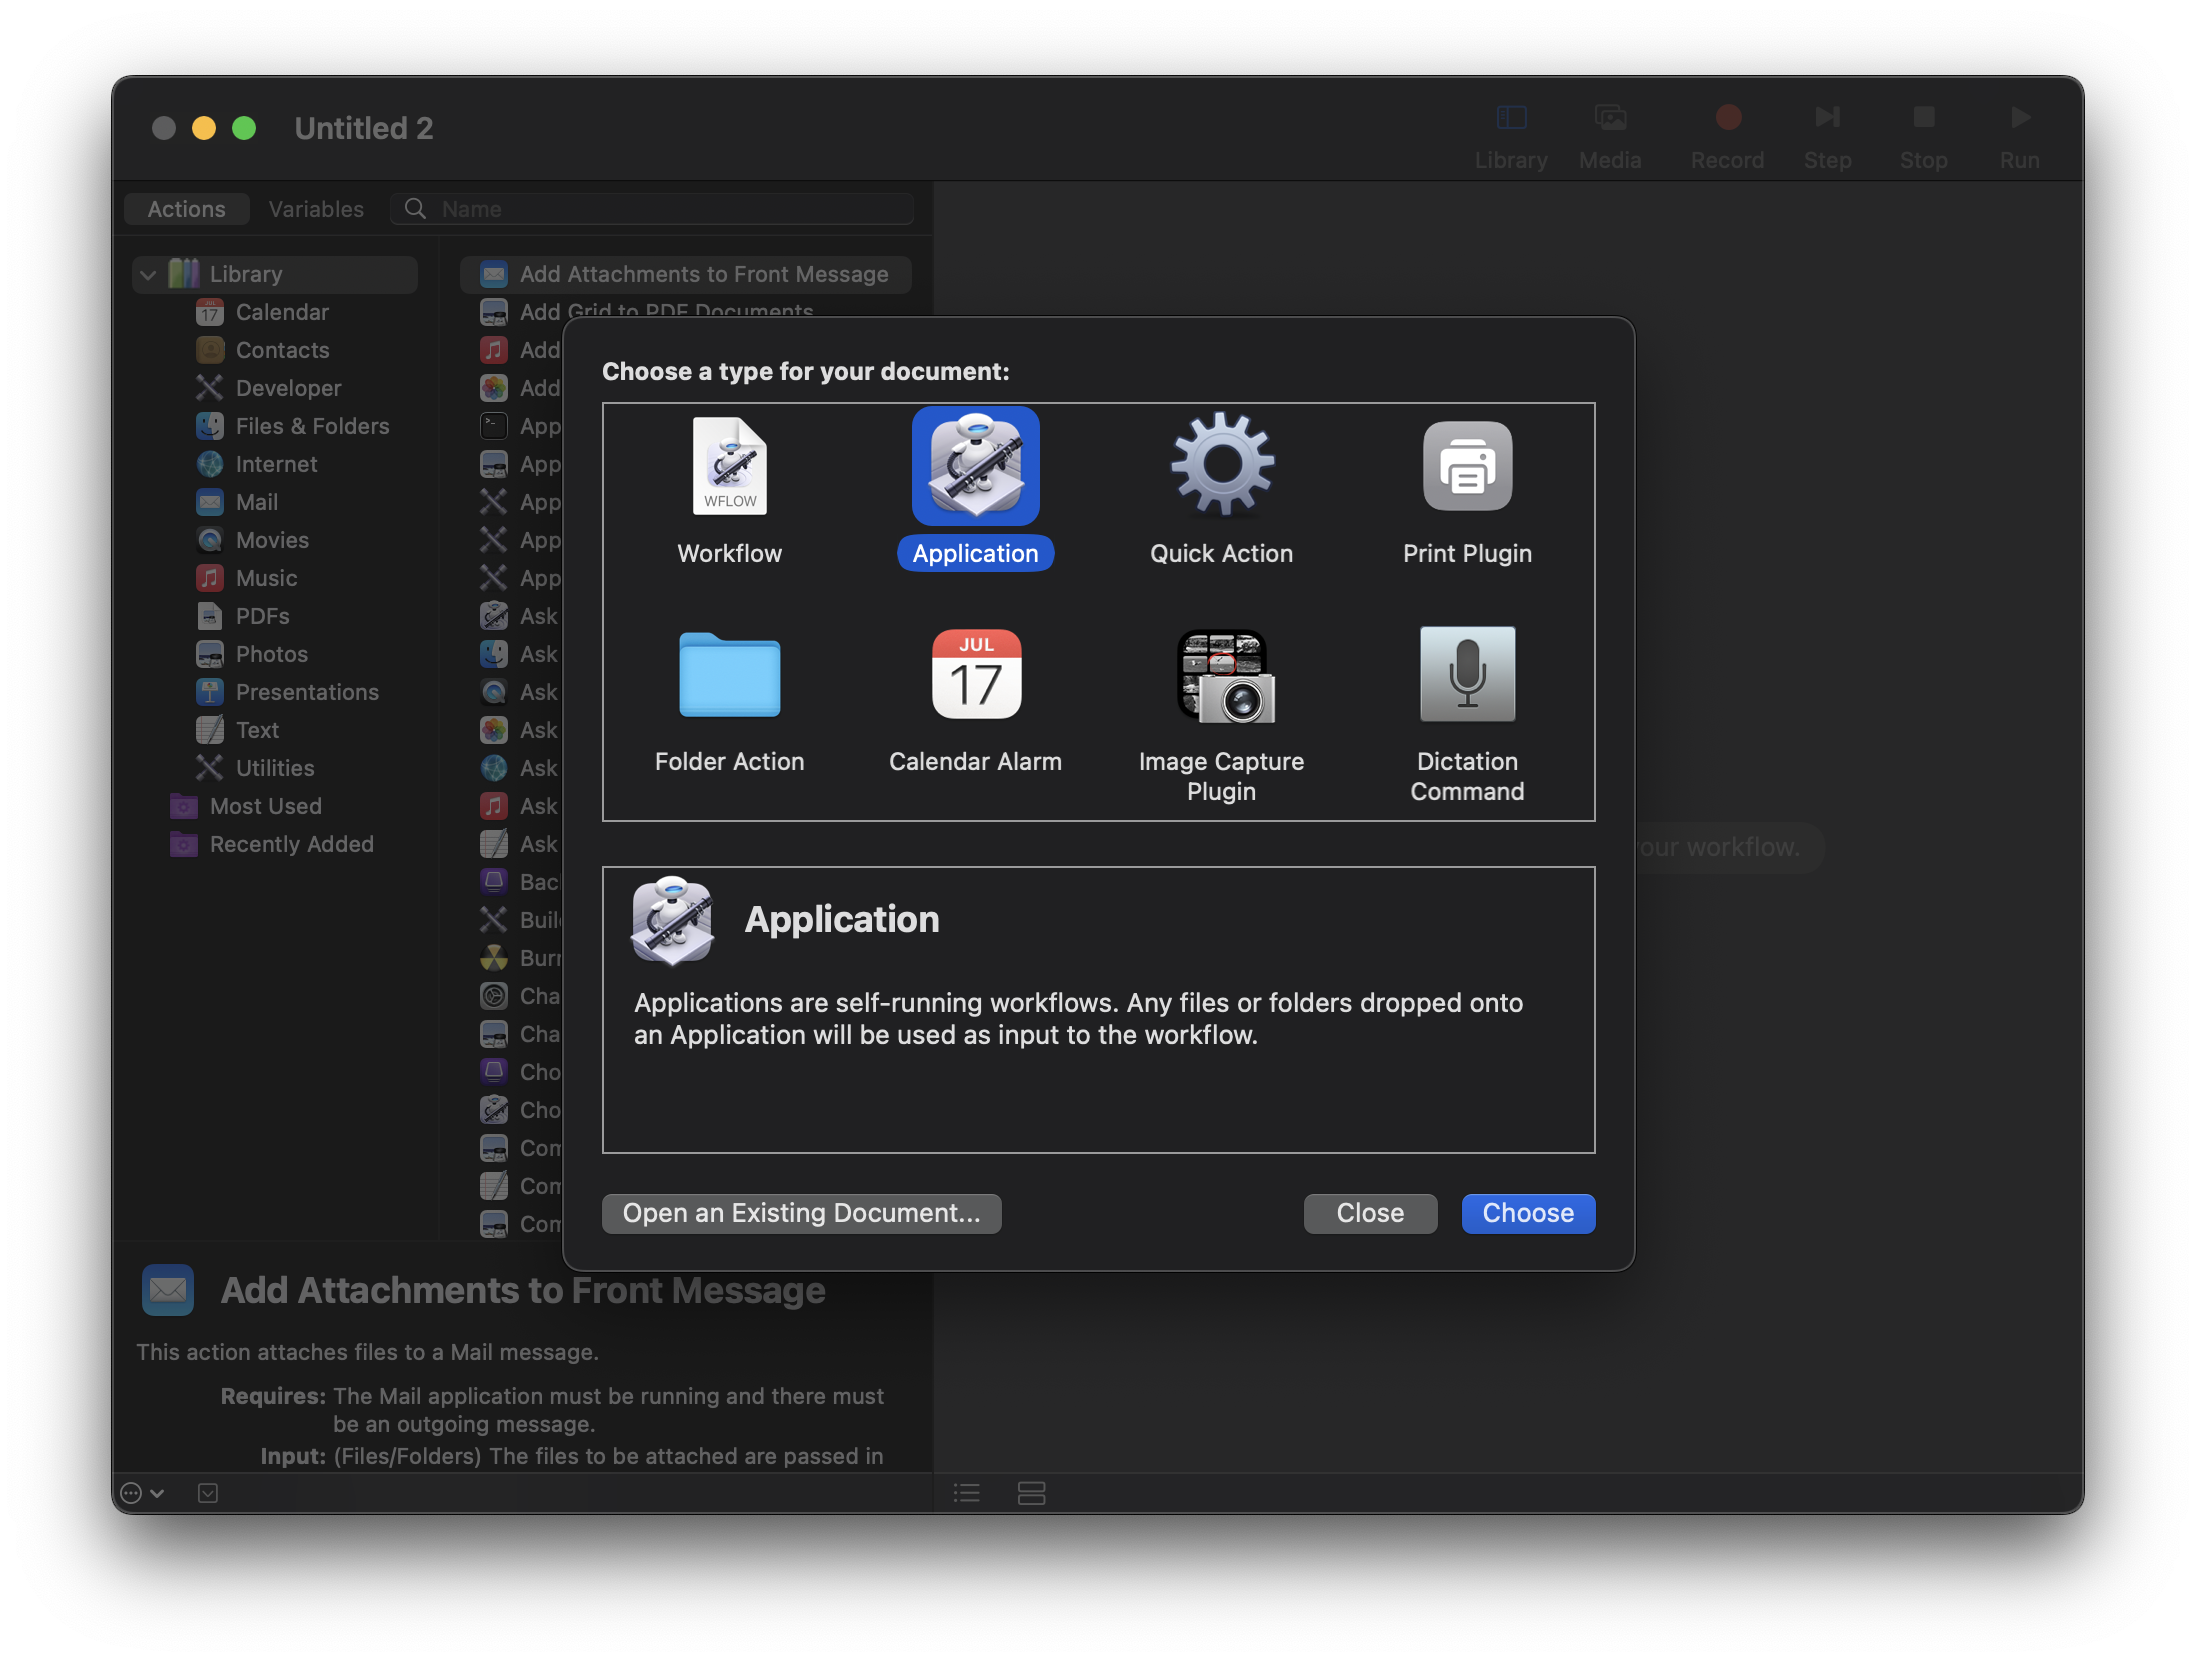 Untitled 2
Library
Media
Record
Step
Stop
Run
Actions
Variables
Name
Library
Calendar
Contacts
Developer
Files & Folders
Internet
Mail
Movies
Music
PDFs
Photos
Presentations
Text
Utilities
Most Used
Recently Added
Add Attachments to Front Message
Add Grid to PDF Documents
Add
Add
App
App
App
App
App
Ask
Ask
Ask
Ask
Ask
Ask
Ask
Bac
Buil
Burn
Cha
Cha
Cho
Cho
Com
Com
Com
Choose a type for your document:
WFLOW
Workflow
Application
Quick Action
Print Plugin
Folder Action
JUL
17
Calendar Alarm
Image Capture
Plugin
Dictation
Command
your workflow.
Application
Applications are self-running workflows. Any files or folders dropped onto
an Application will be used as input to the workflow.
Open an Existing Document...
Close
Choose
Add Attachments to Front Message
This action attaches files to a Mail message.
Requires: The Mail application must be running and there must
be an outgoing message.
Input: (Files/Folders) The files to be attached are passed in